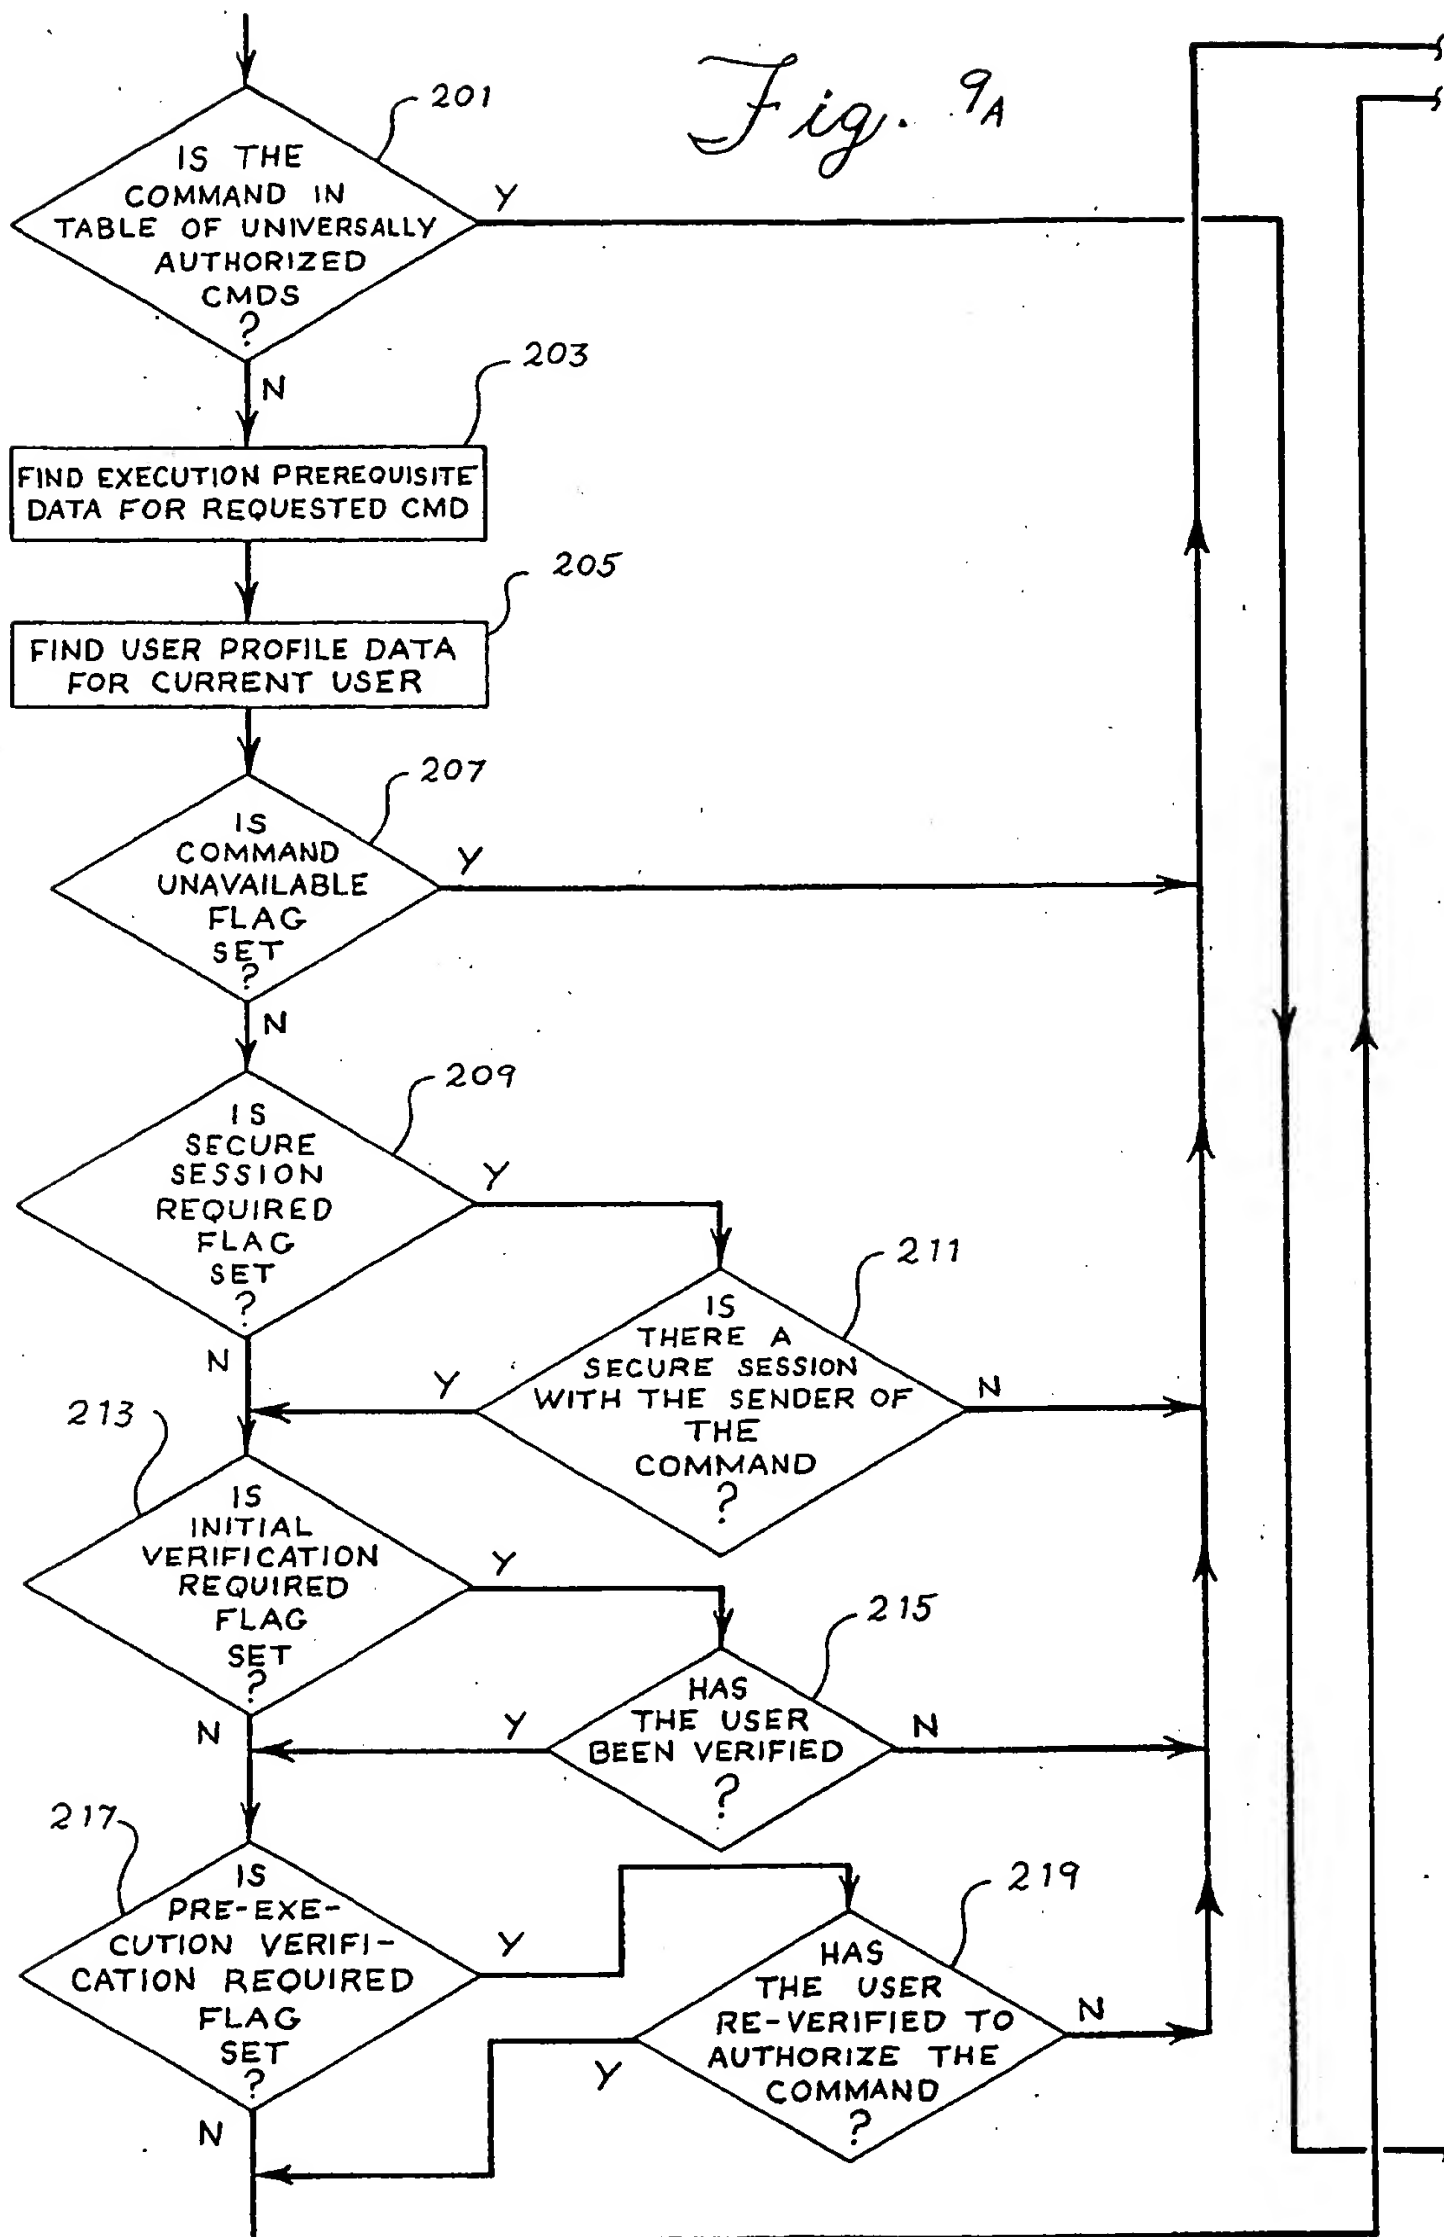 Fig. 9A
201
IS THE
COMMAND IN
TABLE OF UNIVERSALLY
AUTHORIZED
CMDS
?
Y
N
203
FIND EXECUTION PREREQUISITE
DATA FOR REQUESTED CMD
205
FIND USER PROFILE DATA
FOR CURRENT USER
207
IS
COMMAND
UNAVAILABLE
FLAG
SET
?
Y
N
209
IS
SECURE
SESSION
REQUIRED
FLAG
SET
?
Y
N
211
IS
THERE A
SECURE SESSION
WITH THE SENDER OF
THE
COMMAND
?
Y
N
213
IS
INITIAL
VERIFICATION
REQUIRED
FLAG
SET
?
Y
N
215
HAS
THE USER
BEEN VERIFIED
?
Y
N
217
IS
PRE-EXE-
CUTION VERIFI-
CATION REQUIRED
FLAG
SET
?
Y
N
219
HAS
THE USER
RE-VERIFIED TO
AUTHORIZE THE
COMMAND
?
Y
N